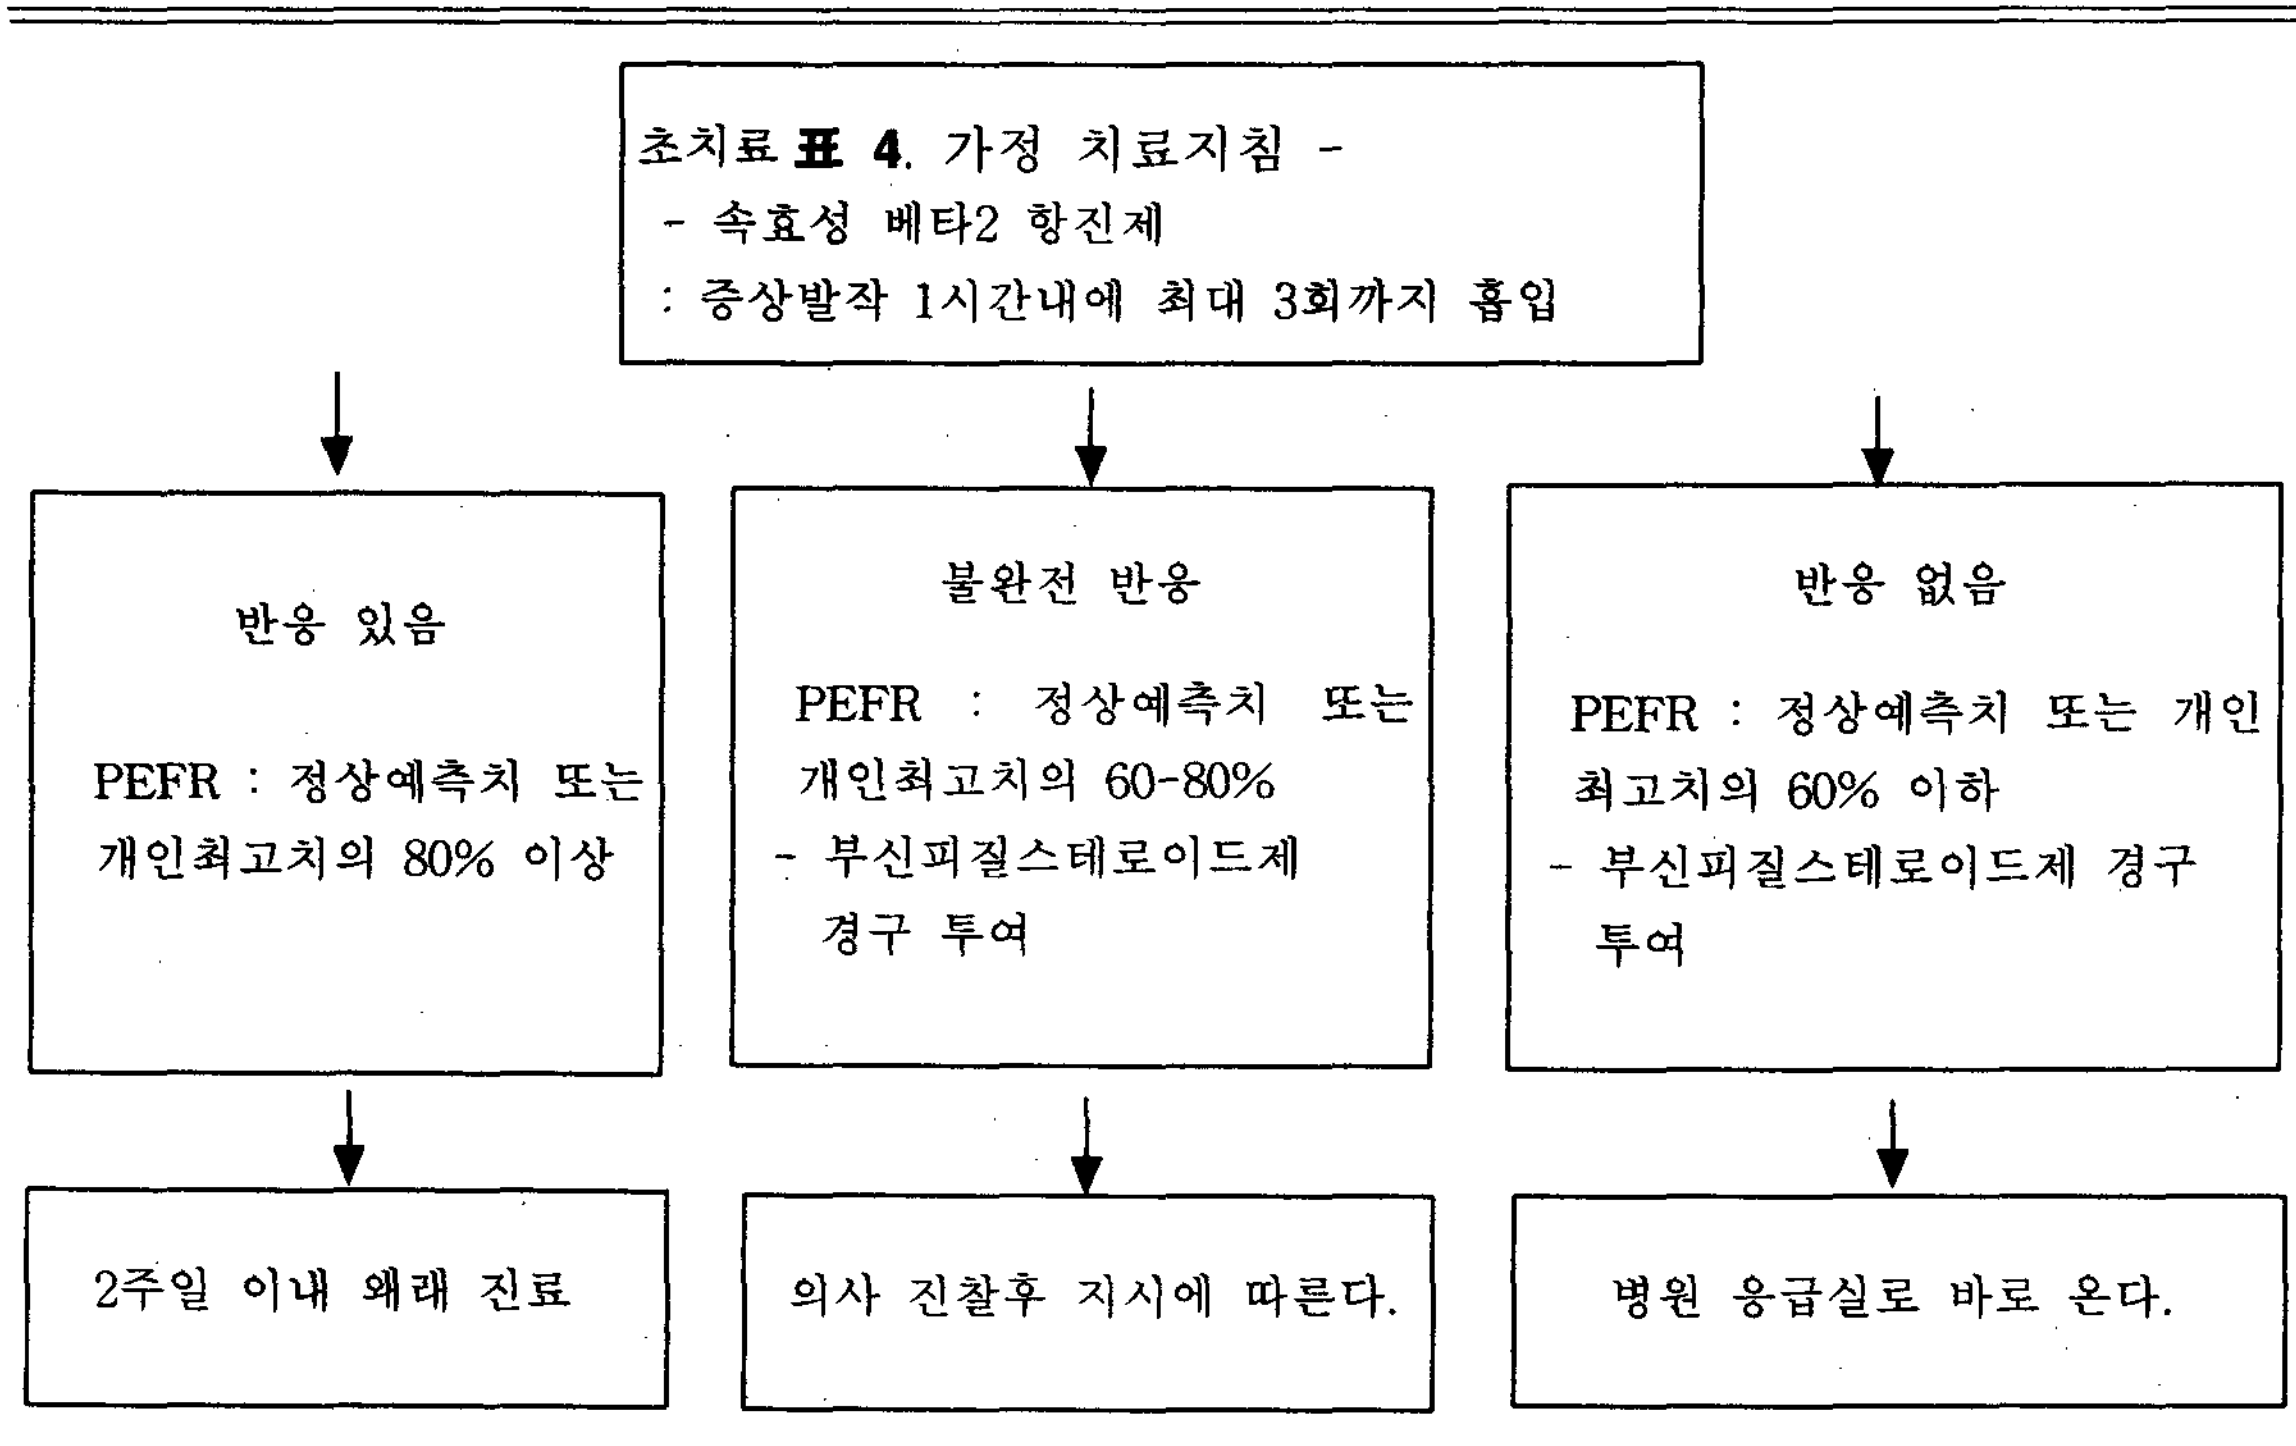 초치료 표 4. 가정 치료지침 -
- 속효성 베타2 항진제
: 증상발작 1시간내에 최대 3회까지 흡입
반응 있음
PEFR : 정상예측치 또는
개인최고치의 80% 이상
불완전 반응
PEFR : 정상예측치 또는
개인최고치의 60-80%
- 부신피질스테로이드제
경구 투여
반응 없음
PEFR : 정상예측치 또는 개인
최고치의 60% 이하
- 부신피질스테로이드제 경구
투여
2주일 이내 왜래 진료
의사 진찰후 지시에 따른다.
병원 응급실로 바로 온다.